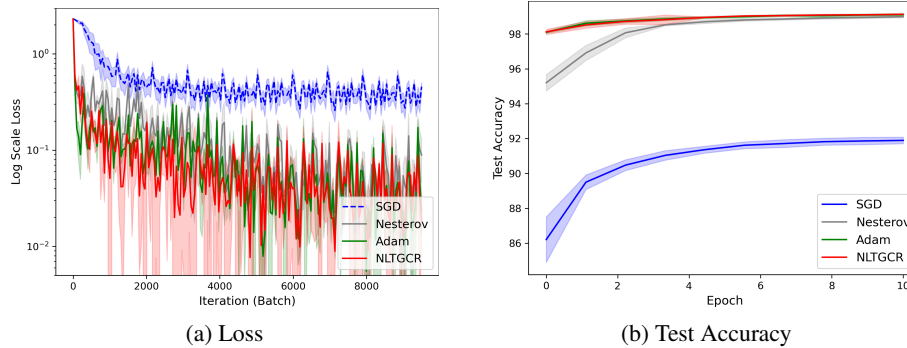 Log Scale Loss
10⁰
10⁻¹
10⁻²
0
2000
4000
6000
8000
Iteration (Batch)
SGD
Nesterov
Adam
NLTGCR
(a) Loss
Test Accuracy
98
96
94
92
90
88
86
0
2
4
6
8
10
Epoch
SGD
Nesterov
Adam
NLTGCR
(b) Test Accuracy